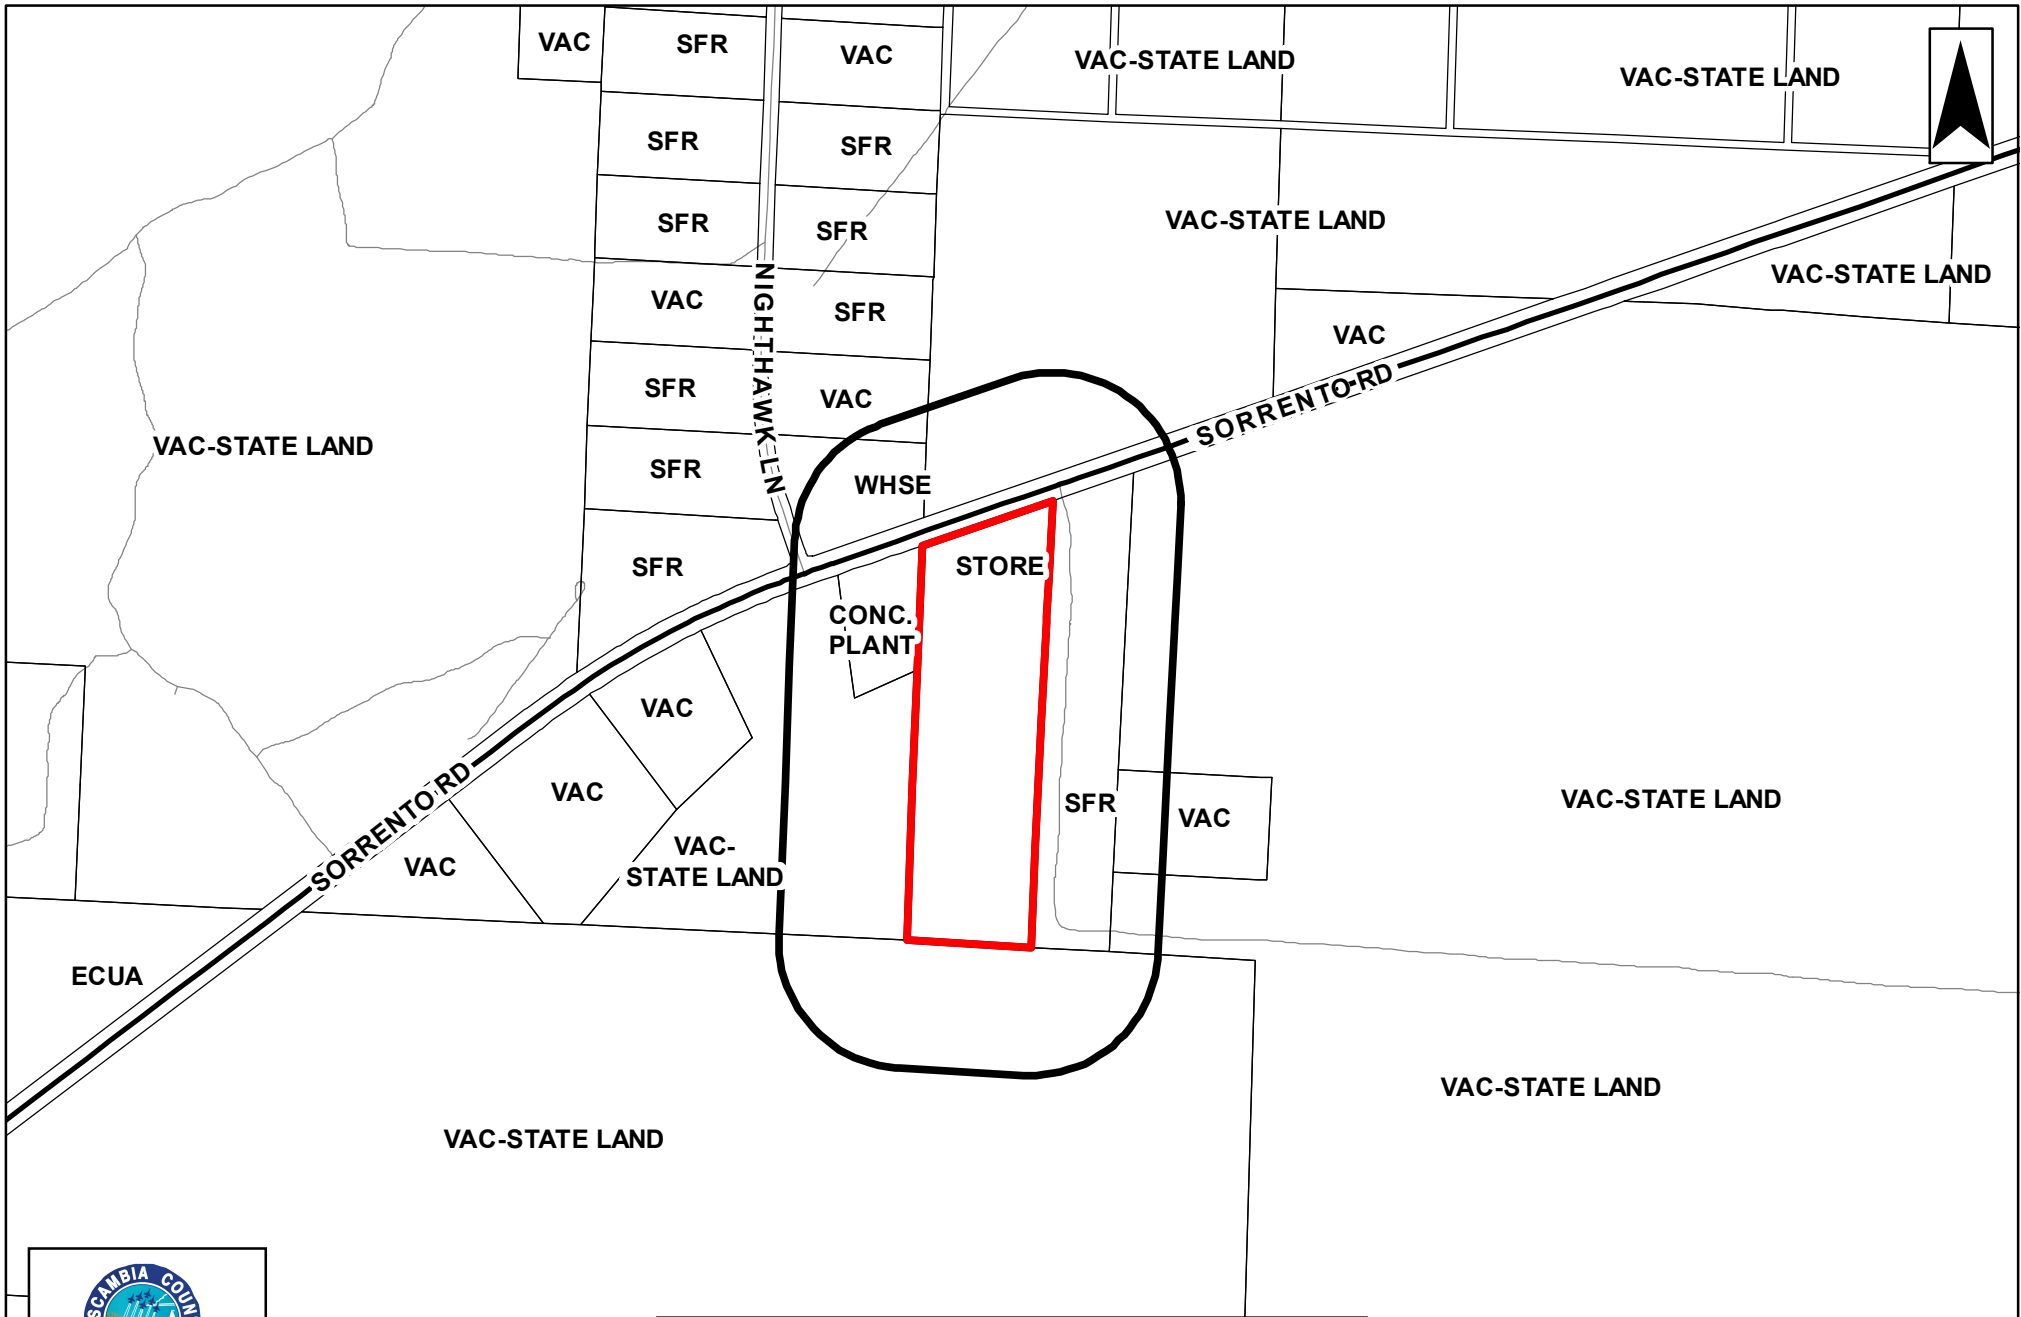 VAC
SFR
VAC
VAC-STATE LAND
VAC-STATE LAND
SFR
SFR
SFR
SFR
VAC-STATE LAND
VAC-STATE LAND
VAC
SFR
VAC
NIGHTHAWK LN
SFR
VAC
SORRENTO RD
VAC-STATE LAND
SFR
WHSE
SFR
STORE
CONC.
PLANT
VAC
VAC
SORRENTO RD
VAC
VAC-
STATE LAND
SFR
VAC
VAC-STATE LAND
ECUA
VAC-STATE LAND
VAC-STATE LAND